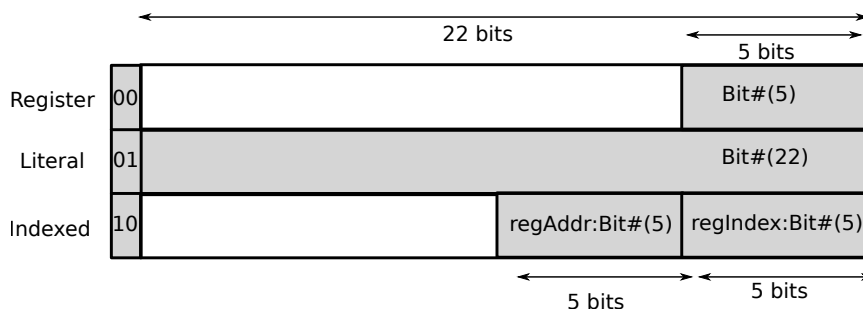 22 bits
5 bits
Register 00 Bit#(5)
Literal 01 Bit#(22)
Indexed 10 regAddr:Bit#(5) regIndex:Bit#(5)
5 bits 5 bits